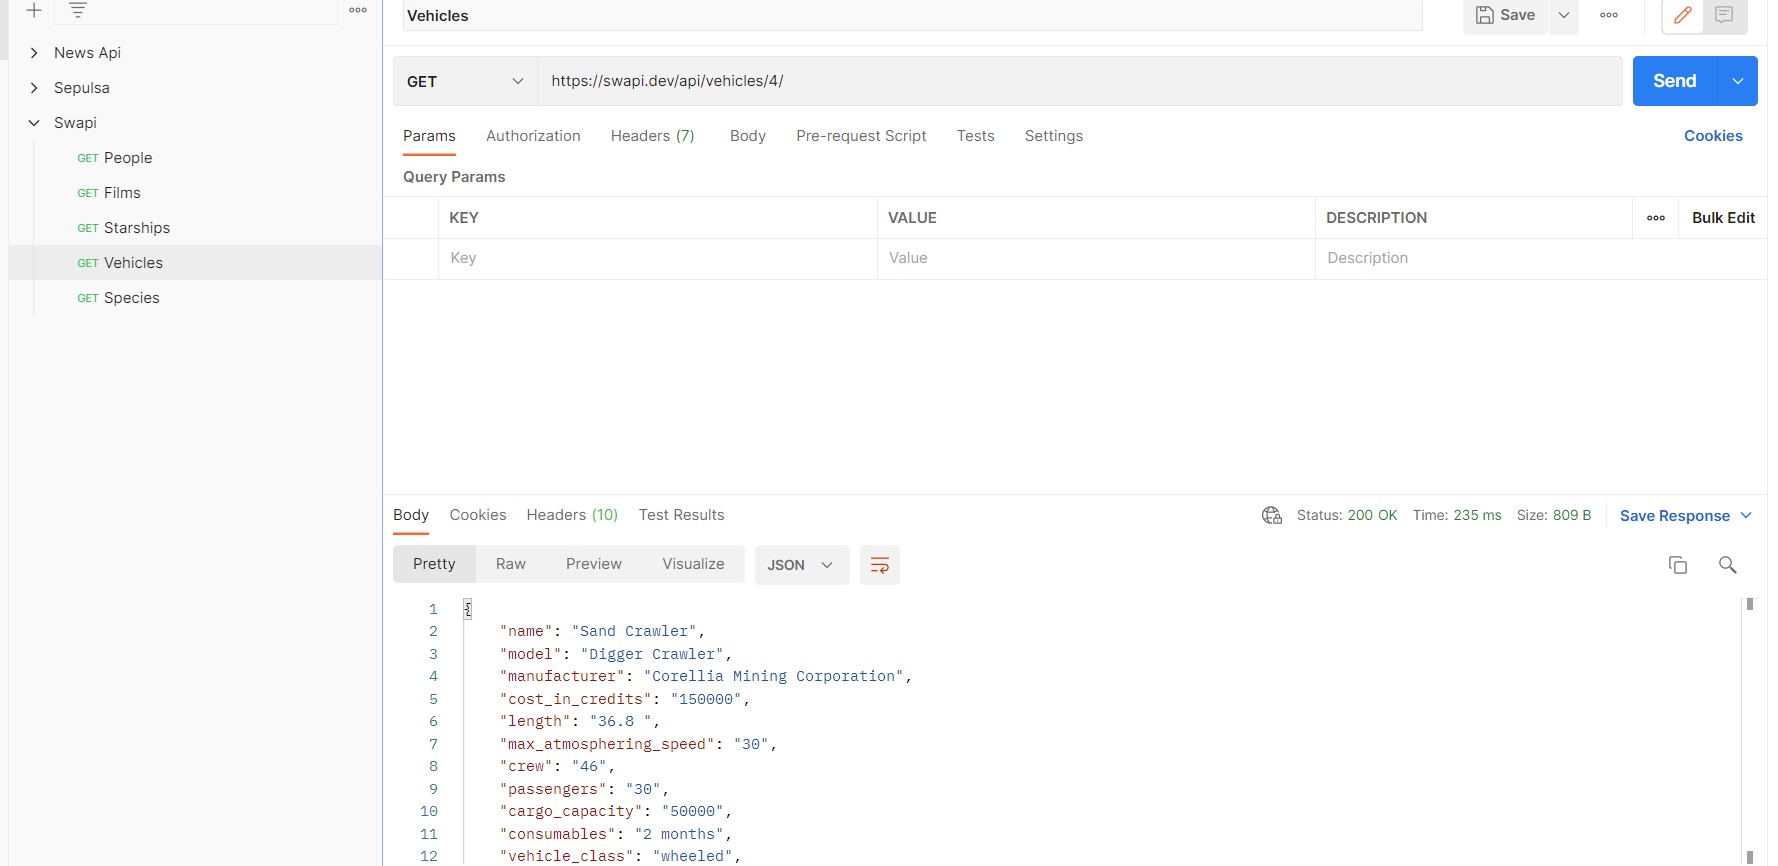 Vehicles
Save
News Api
Sepulsa
Swapi
GET People
GET Films
GET Starships
GET Vehicles
GET Species
GET https://swapi.dev/api/vehicles/4/ Send
Params Authorization Headers (7) Body Pre-request Script Tests Settings Cookies
Query Params
KEY VALUE DESCRIPTION Bulk Edit
Key Value Description
Body Cookies Headers (10) Test Results Status: 200 OK Time: 235 ms Size: 809 B Save Response
Pretty Raw Preview Visualize JSON
1 {
2 "name": "Sand Crawler",
3 "model": "Digger Crawler",
4 "manufacturer": "Corellia Mining Corporation",
5 "cost_in_credits": "150000",
6 "length": "36.8 ",
7 "max_atmosphering_speed": "30",
8 "crew": "46",
9 "passengers": "30",
10 "cargo_capacity": "50000",
11 "consumables": "2 months",
12 "vehicle_class": "wheeled",